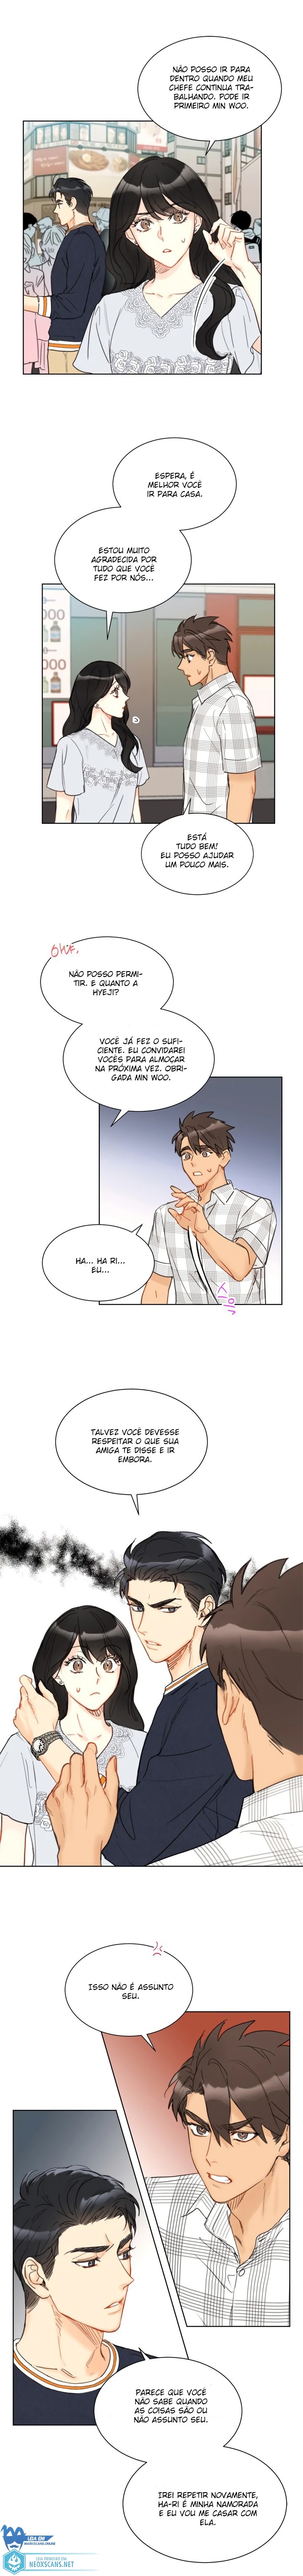 NÃO POSSO IR PARA
DENTRO QUANDO MEU
CHEFE CONTINUA TRA-
BALHANDO. PODE IR
PRIMEIRO MIN WOO.
ESPERA, É
MELHOR VOCÊ
IR PARA CASA.
ESTOU MUITO
AGRADECIDA POR
TUDO QUE VOCÊ
FEZ POR NÓS...
ESTÁ
TUDO BEM!
EU POSSO AJUDAR
UM POUCO MAIS.
NÃO POSSO PERMI-
TIR. E QUANTO A
HYEJI?
VOCÊ JÁ FEZ O SUFI-
CIENTE. EU CONVIDAREI
VOCÊS PARA ALMOÇAR
NA PRÓXIMA VEZ. OBRI-
GADA MIN WOO.
HA... HA RI...
EU...
TALVEZ VOCÊ DEVESSE
RESPEITAR O QUE SUA
AMIGA TE DISSE E IR
EMBORA.
ISSO NÃO É ASSUNTO
SEU.
PARECE QUE VOCÊ
NÃO SABE QUANDO
AS COISAS SÃO OU
NÃO ASSUNTO SEU.
IREI REPETIR NOVAMENTE,
HA-RI É MINHA NAMORADA
E EU VOU ME CASAR COM
ELA.
LEIA EM
LEIA PRIMEIRO EM
NEOXSCANS.NET